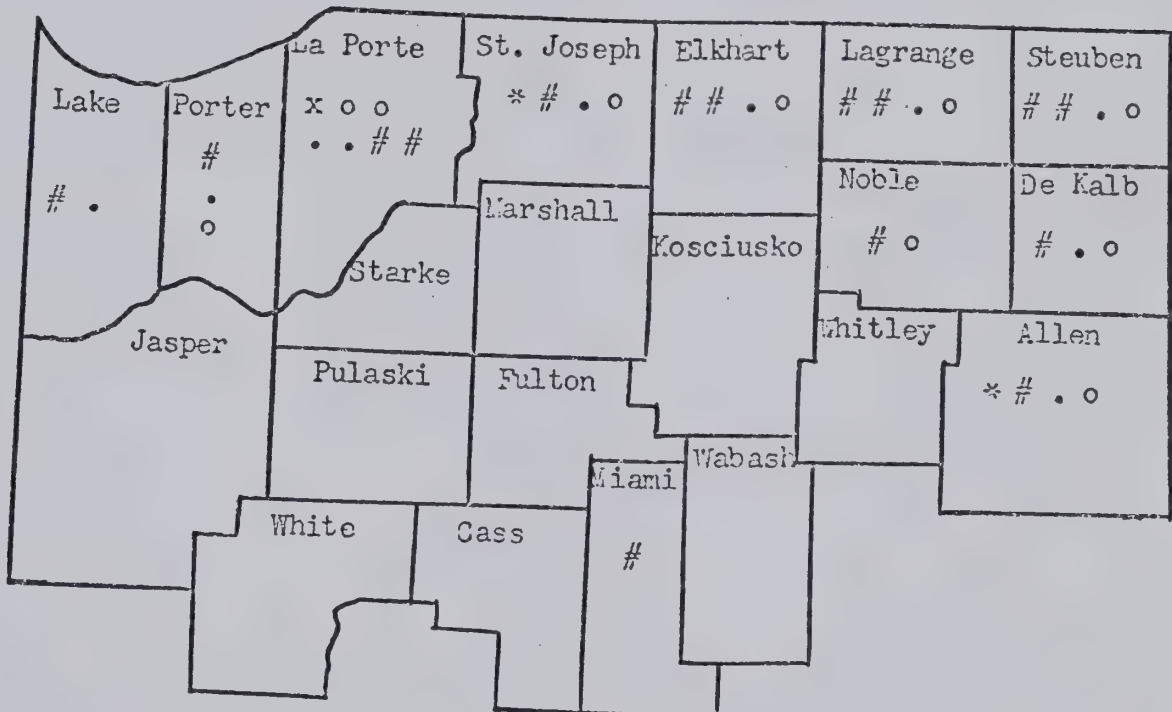 La Porte
St. Joseph
Elkhart
Lagrange
Steuben
Lake
Porter
x o o
. . # #
* # . o
# # . o
# # . o
# # . o
# .
#
.
o
Noble
De Kalb
# o
# . o
Marshall
Kosciusko
Starke
Jasper
Whitley
Allen
* # . o
Pulaski
Fulton
Miami
Wabash
#
White
Cass